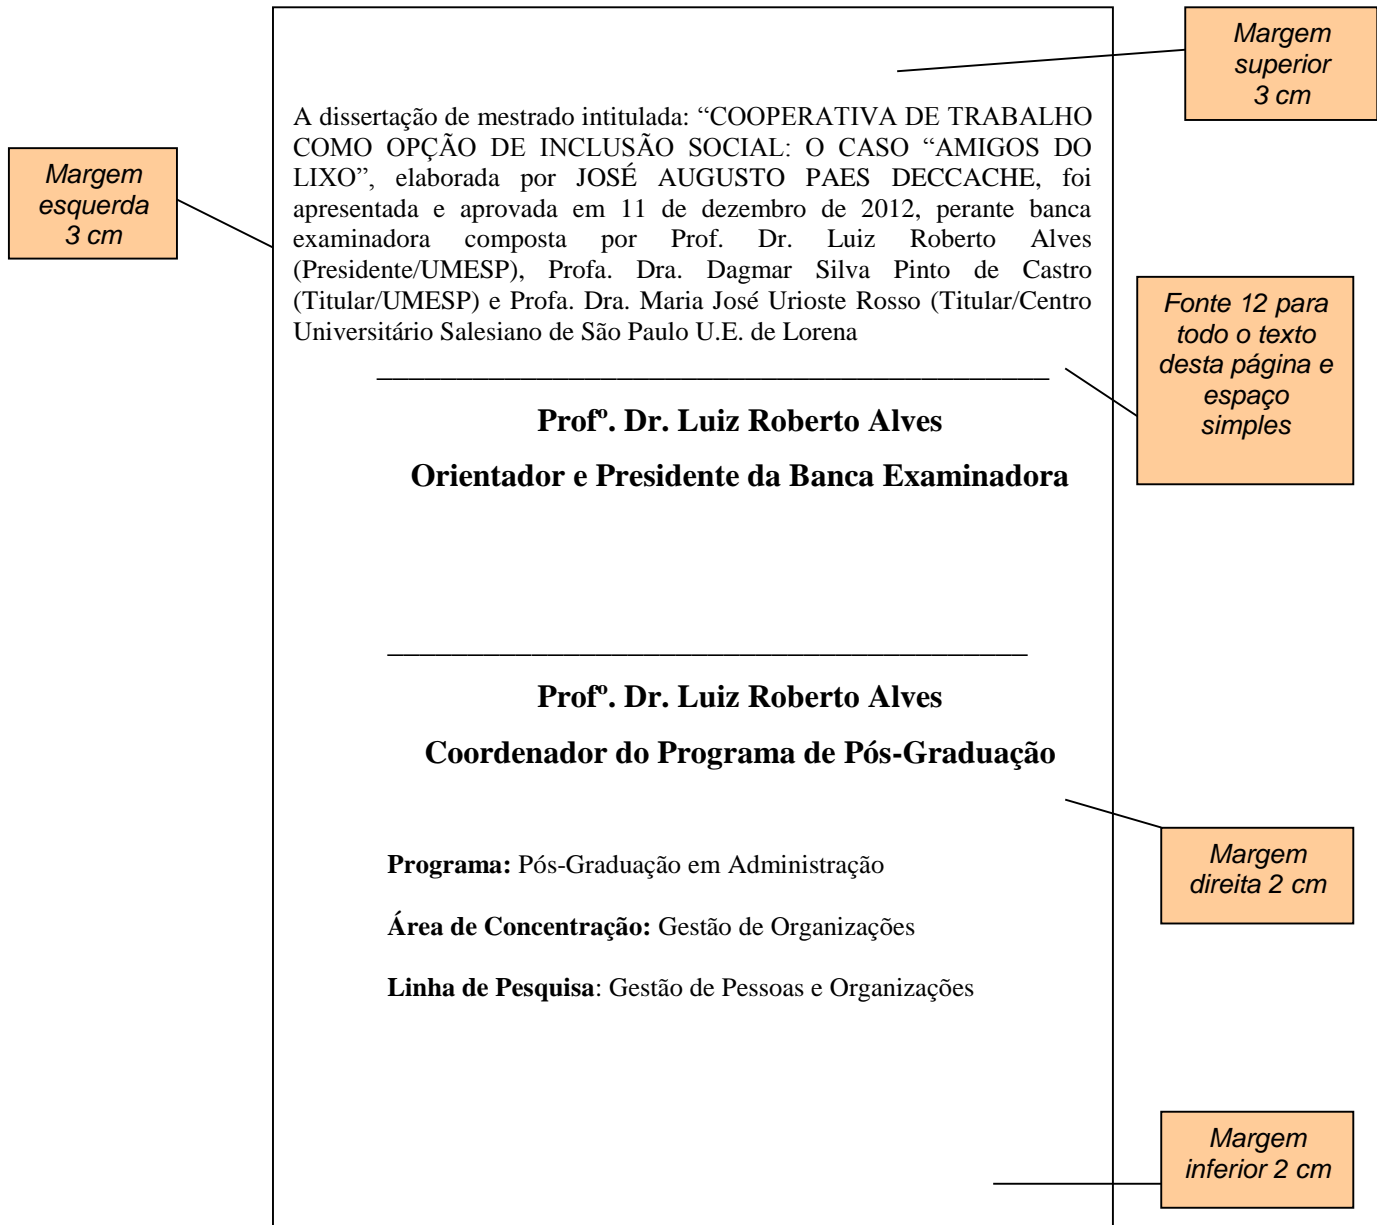 Margem
superior
3 cm
A dissertação de mestrado intitulada: “COOPERATIVA DE TRABALHO
COMO OPÇÃO DE INCLUSÃO SOCIAL: O CASO “AMIGOS DO
LIXO”, elaborada por JOSÉ AUGUSTO PAES DECCACHE, foi
apresentada e aprovada em 11 de dezembro de 2012, perante banca
examinadora composta por Prof. Dr. Luiz Roberto Alves
(Presidente/UMESP), Profa. Dra. Dagmar Silva Pinto de Castro
(Titular/UMESP) e Profa. Dra. Maria José Urioste Rosso (Titular/Centro
Universitário Salesiano de São Paulo U.E. de Lorena
Margem
esquerda
3 cm
Fonte 12 para
todo o texto
desta página e
espaço
simples
Profº. Dr. Luiz Roberto Alves
Orientador e Presidente da Banca Examinadora
Profº. Dr. Luiz Roberto Alves
Coordenador do Programa de Pós-Graduação
Margem
direita 2 cm
Programa: Pós-Graduação em Administração
Área de Concentração: Gestão de Organizações
Linha de Pesquisa: Gestão de Pessoas e Organizações
Margem
inferior 2 cm